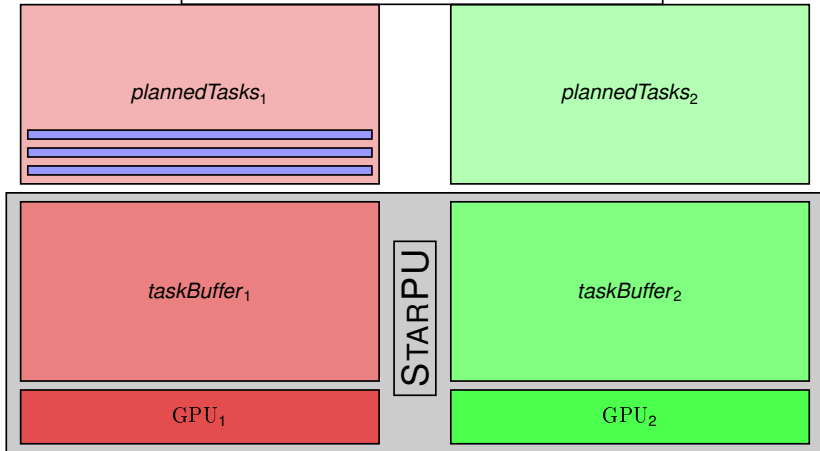 plannedTasks₁
plannedTasks₂
taskBuffer₁
STARPU
taskBuffer₂
GPU₁
GPU₂